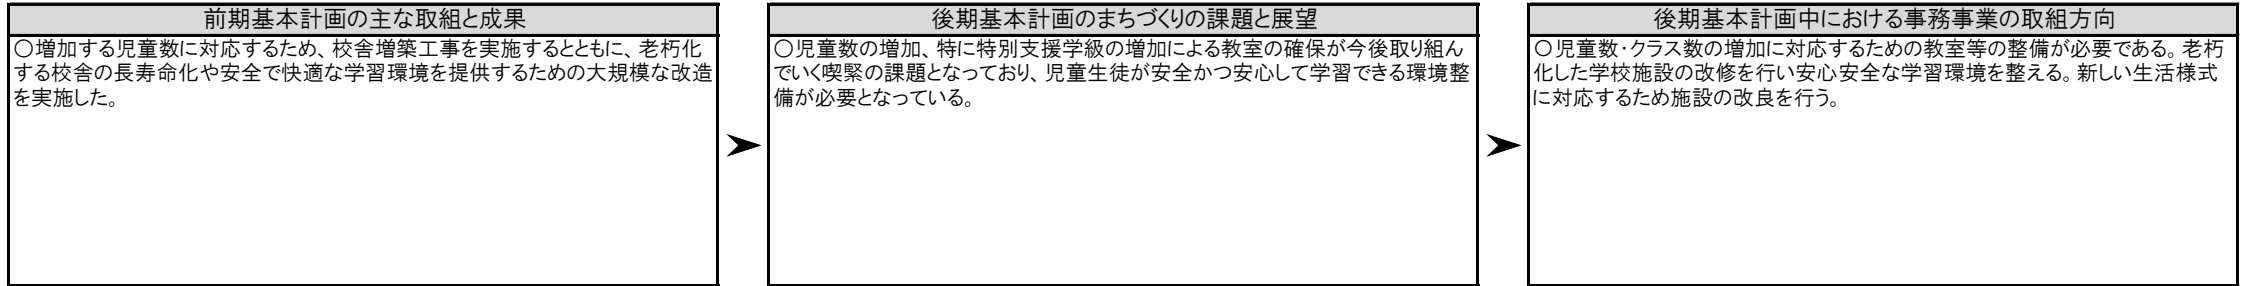 前期基本計画の主な取組と成果
〇増加する児童数に対応するため、校舎増築工事を実施するとともに、老朽化
する校舎の長寿命化や安全で快適な学習環境を提供するための大規模な改造
を実施した。
後期基本計画のまちづくりの課題と展望
〇児童数の増加、特に特別支援学級の増加による教室の確保が今後取り組ん
でいく喫緊の課題となっており、児童生徒が安全かつ安心して学習できる環境整
備が必要となっている。
後期基本計画中における事務事業の取組方向
〇児童数・クラス数の増加に対応するための教室等の整備が必要である。老朽
化した学校施設の改修を行い安心安全な学習環境を整える。新しい生活様式
に対応するため施設の改良を行う。